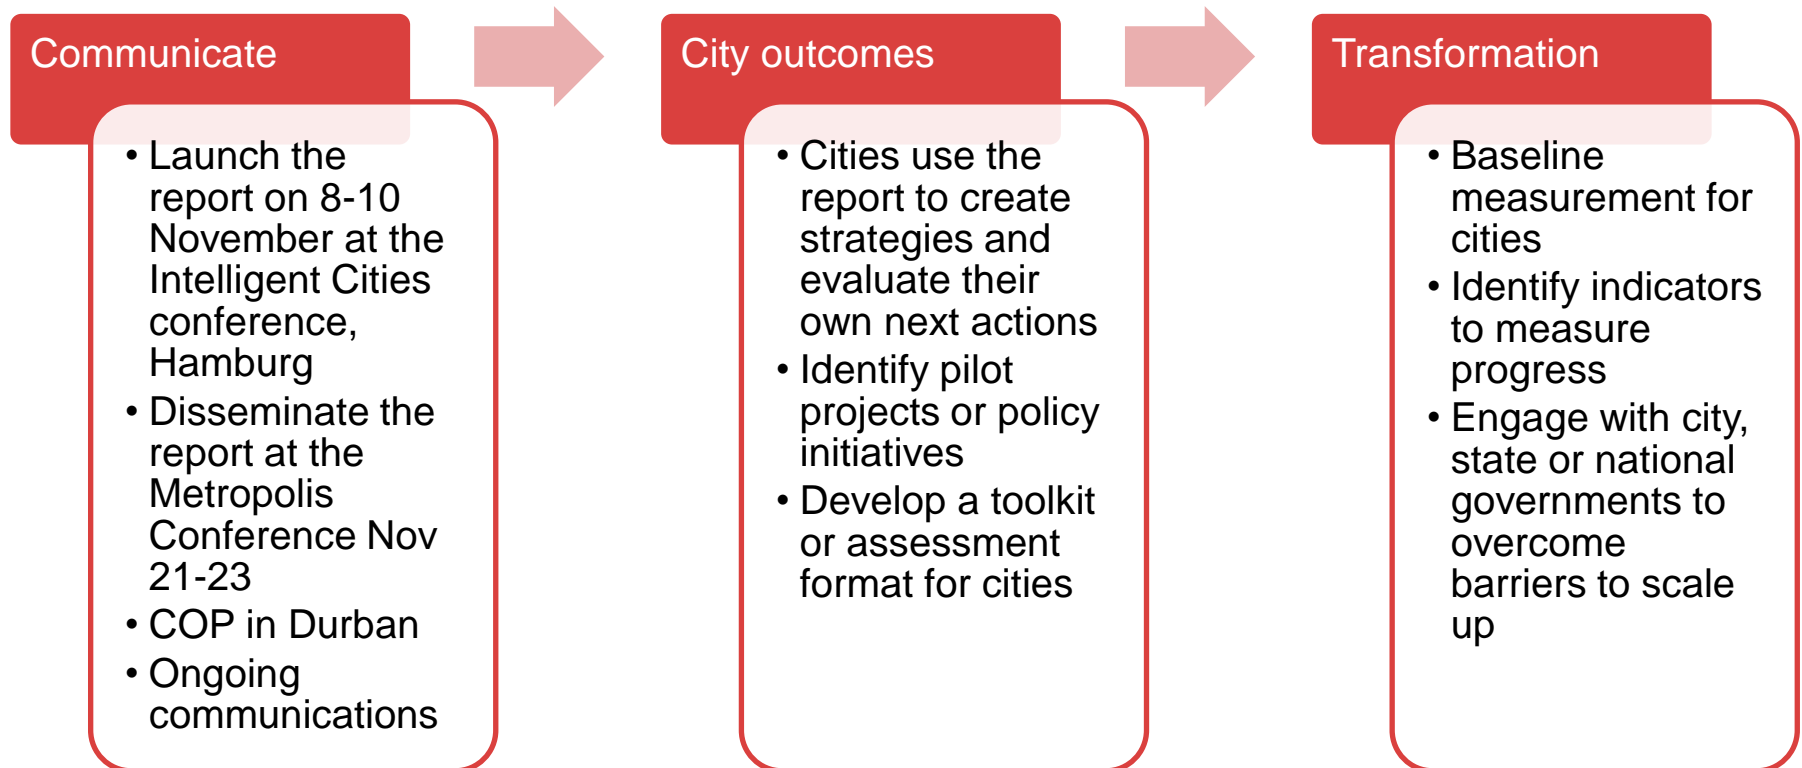 Communicate
• Launch the
report on 8-10
November at the
Intelligent Cities
conference,
Hamburg
• Disseminate the
report at the
Metropolis
Conference Nov
21-23
• COP in Durban
• Ongoing
communications
City outcomes
• Cities use the
report to create
strategies and
evaluate their
own next actions
• Identify pilot
projects or policy
initiatives
• Develop a toolkit
or assessment
format for cities
Transformation
• Baseline
measurement for
cities
• Identify indicators
to measure
progress
• Engage with city,
state or national
governments to
overcome
barriers to scale
up